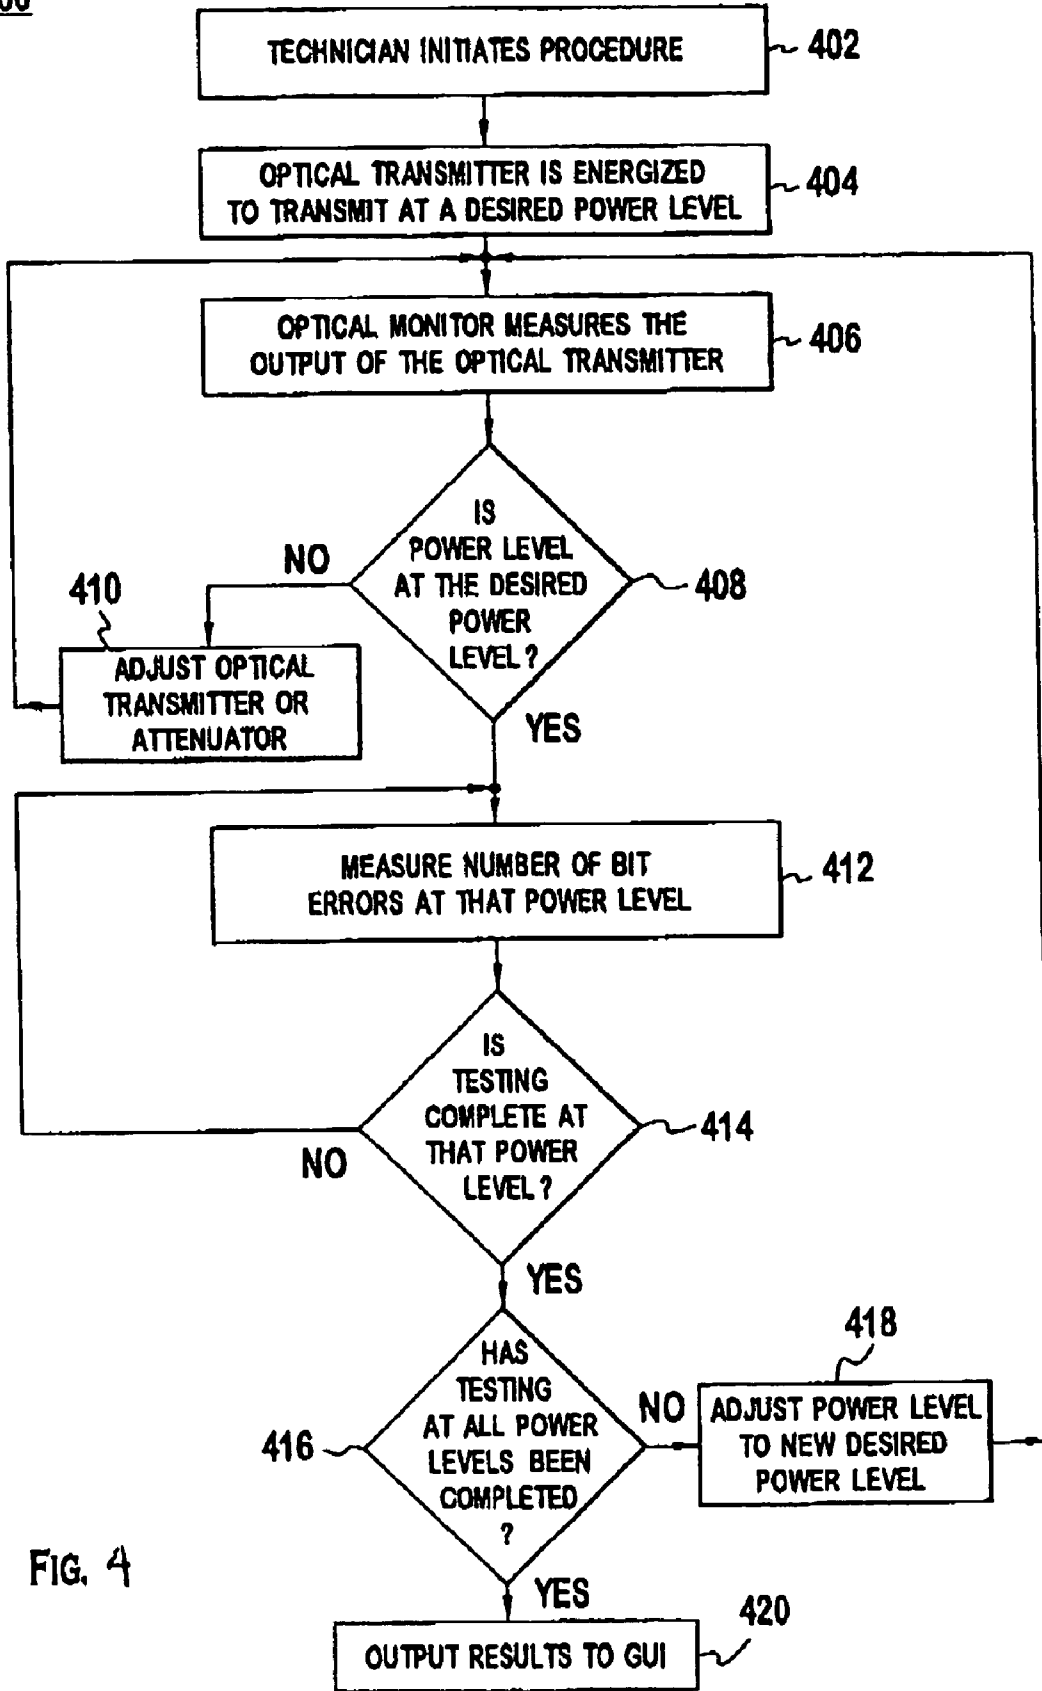 TECHNICIAN INITIATES PROCEDURE
402
OPTICAL TRANSMITTER IS ENERGIZED
TO TRANSMIT AT A DESIRED POWER LEVEL
404
OPTICAL MONITOR MEASURES THE
OUTPUT OF THE OPTICAL TRANSMITTER
406
IS
POWER LEVEL
AT THE DESIRED
POWER
LEVEL?
408
NO
410
ADJUST OPTICAL
TRANSMITTER OR
ATTENUATOR
YES
MEASURE NUMBER OF BIT
ERRORS AT THAT POWER LEVEL
412
IS
TESTING
COMPLETE AT
THAT POWER
LEVEL?
414
NO
YES
HAS
TESTING
AT ALL POWER
LEVELS BEEN
COMPLETED
?
416
NO
418
ADJUST POWER LEVEL
TO NEW DESIRED
POWER LEVEL
YES
OUTPUT RESULTS TO GUI
420
FIG. 4